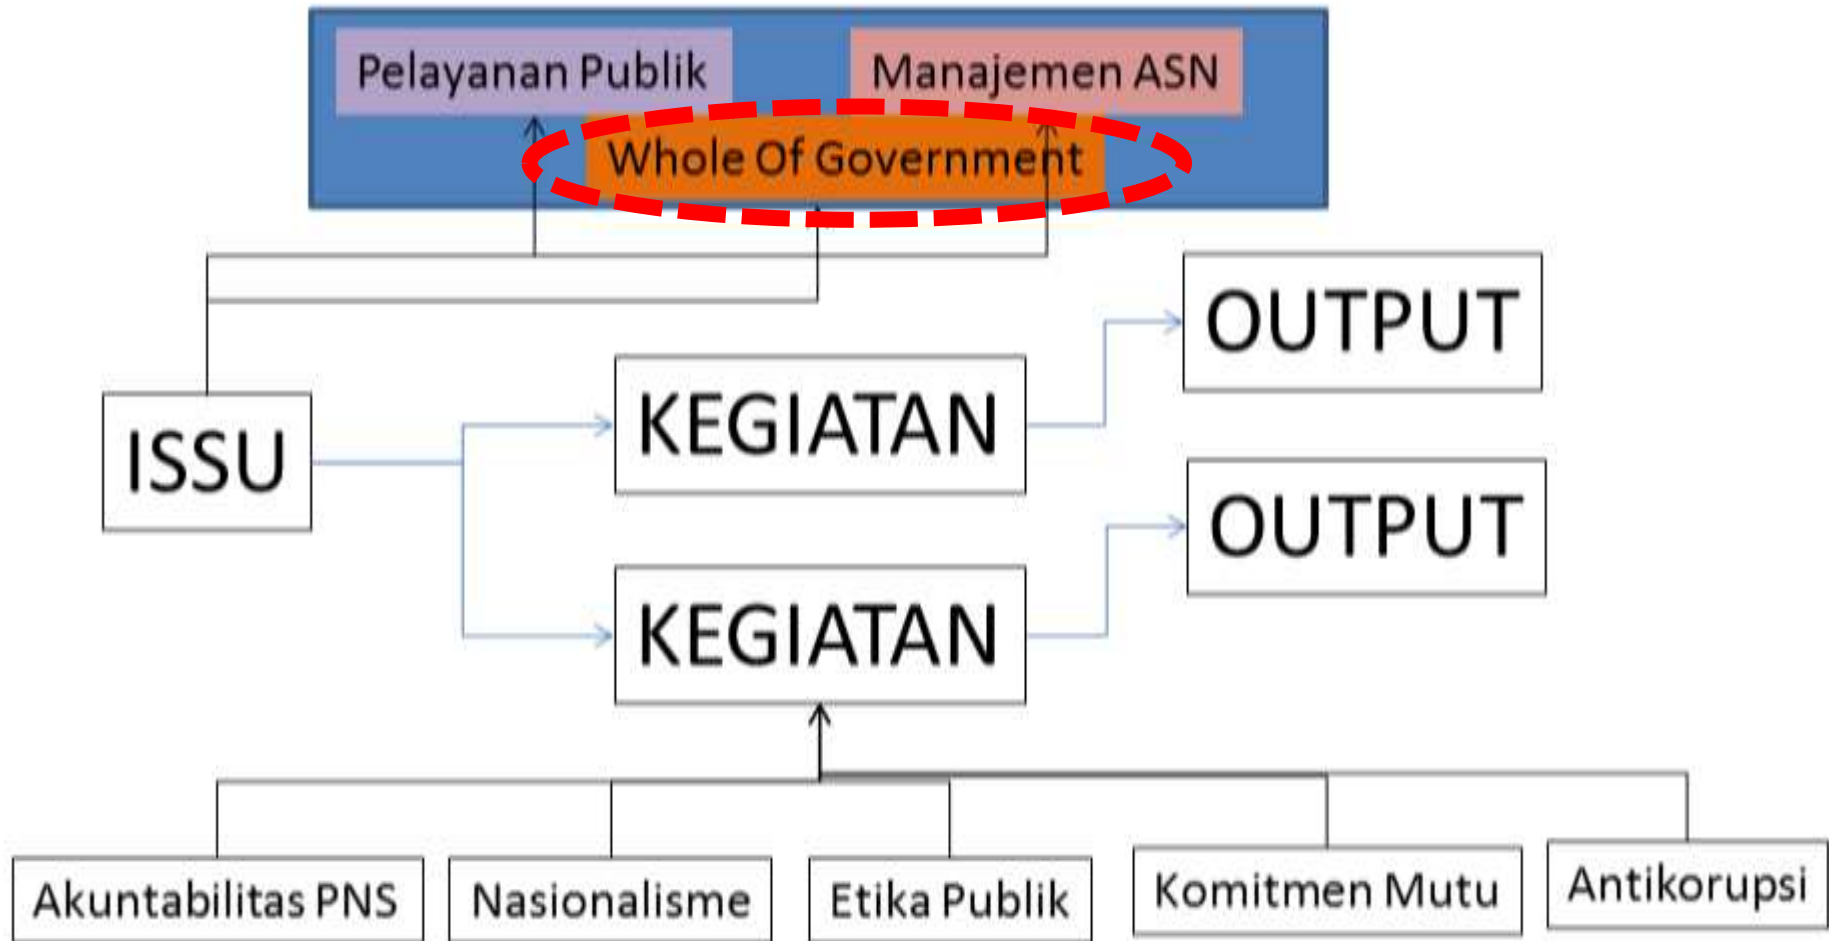 Pelayanan Publik
Manajemen ASN
Whole Of Government
OUTPUT
KEGIATAN
ISSU
OUTPUT
KEGIATAN
Akuntabilitas PNS
Nasionalisme
Etika Publik
Komitmen Mutu
Antikorupsi